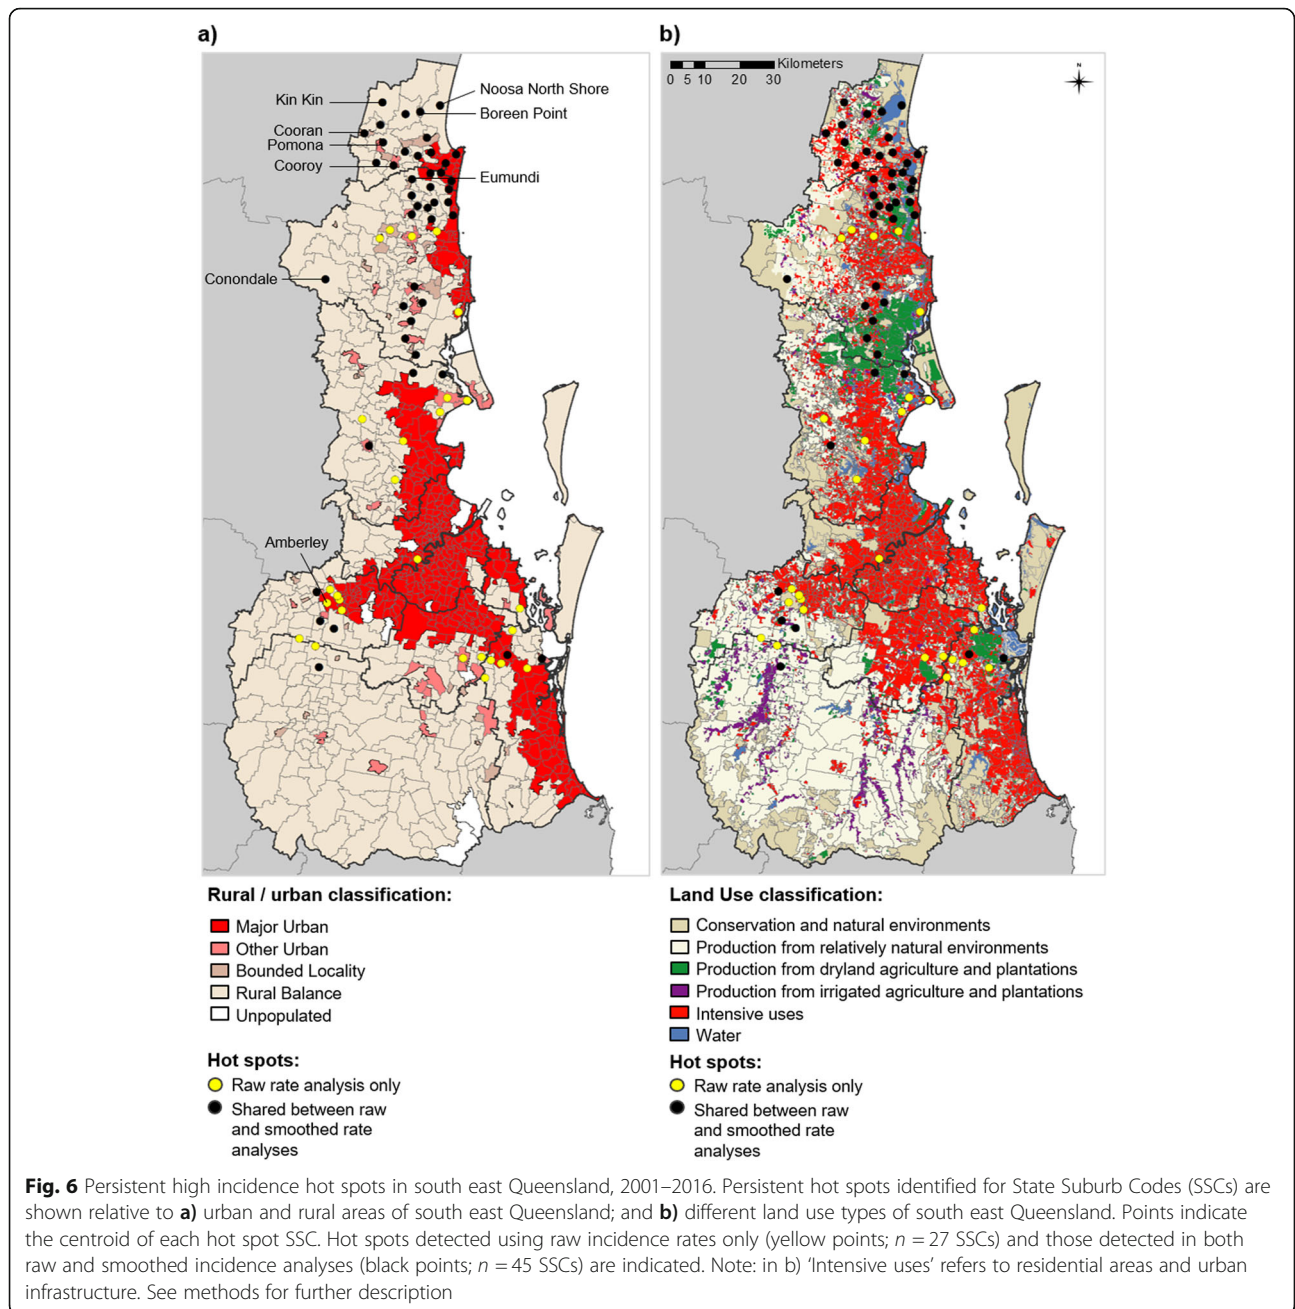 a)
Kin Kin
Noosa North Shore
Boreen Point
Cooran
Pomona
Cooroy
Eumundi
Conondale
Amberley
b)
Kilometers
0 5 10 20 30
N
Rural / urban classification:
Major Urban
Other Urban
Bounded Locality
Rural Balance
Unpopulated
Hot spots:
Raw rate analysis only
Shared between raw
and smoothed rate
analyses
Land Use classification:
Conservation and natural environments
Production from relatively natural environments
Production from dryland agriculture and plantations
Production from irrigated agriculture and plantations
Intensive uses
Water
Hot spots:
Raw rate analysis only
Shared between raw
and smoothed rate
analyses
Fig. 6 Persistent high incidence hot spots in south east Queensland, 2001–2016. Persistent hot spots identified for State Suburb Codes (SSCs) are
shown relative to a) urban and rural areas of south east Queensland; and b) different land use types of south east Queensland. Points indicate
the centroid of each hot spot SSC. Hot spots detected using raw incidence rates only (yellow points; n = 27 SSCs) and those detected in both
raw and smoothed incidence analyses (black points; n = 45 SSCs) are indicated. Note: in b) ‘Intensive uses’ refers to residential areas and urban
infrastructure. See methods for further description